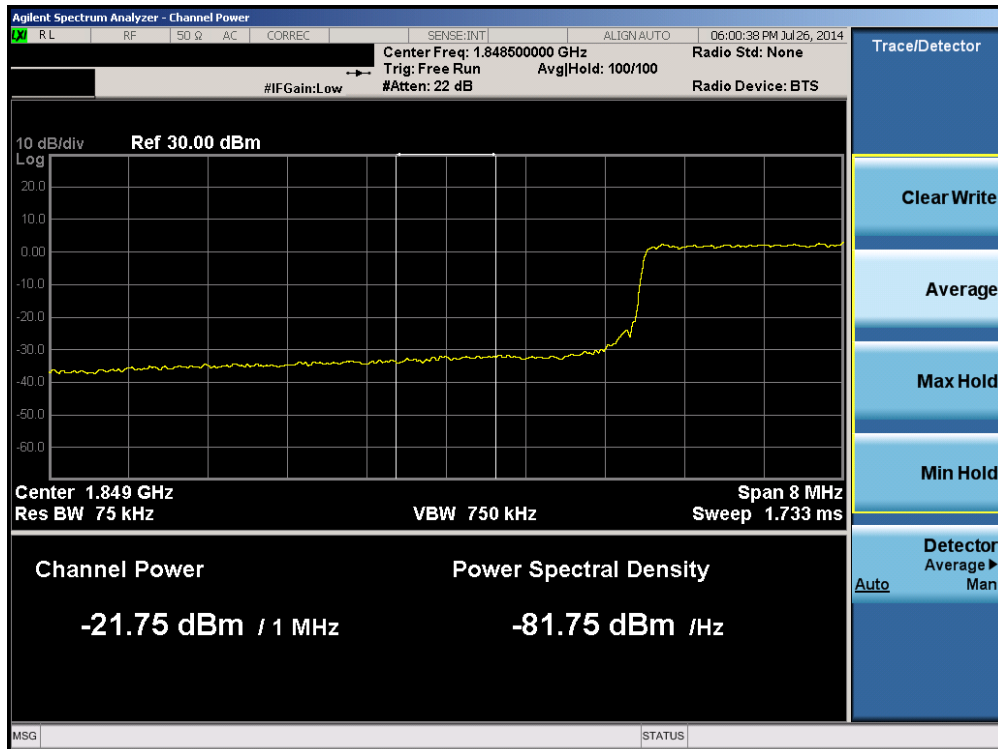 Agilent Spectrum Analyzer - Channel Power
LXI RL RF 50 Ω AC CORREC SENSE:INT ALIGN AUTO 06:00:38 PM Jul 26, 2014
Center Freq: 1.848500000 GHz Radio Std: None
Trig: Free Run Avg|Hold: 100/100
#IFGain:Low #Atten: 22 dB Radio Device: BTS
Trace/Detector
10 dB/div Ref 30.00 dBm
Log
20.0
10.0
0.00
-10.0
-20.0
-30.0
-40.0
-50.0
-60.0
Center 1.849 GHz Span 8 MHz
Res BW 75 kHz VBW 750 kHz Sweep 1.733 ms
Channel Power Power Spectral Density
-21.75 dBm / 1 MHz -81.75 dBm /Hz
Clear Write
Average
Max Hold
Min Hold
Detector
Average▶
Auto Man
MSG STATUS